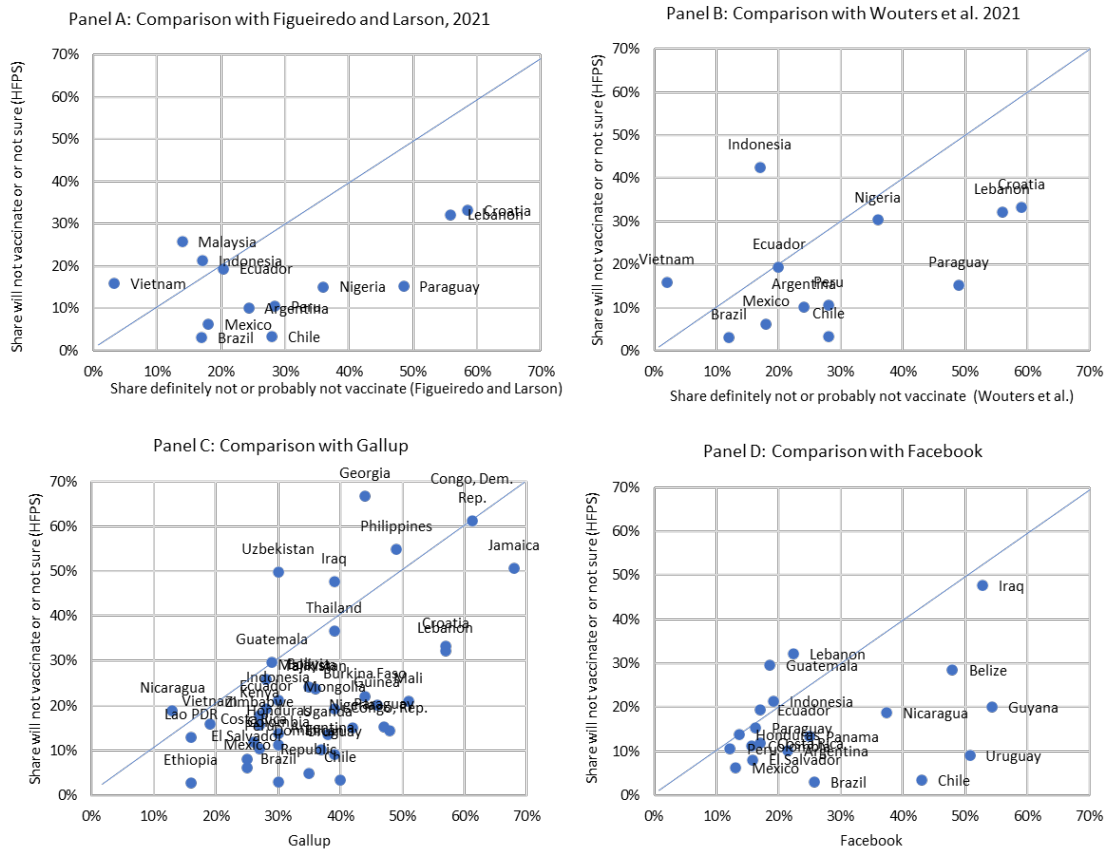 Panel A: Comparison with Figueiredo and Larson, 2021
Share will not vaccinate or or not sure (HFPS)
70%
60%
50%
40%
30%
20%
10%
0%
Croatia
Lebanon
Malaysia
Indonesia
Ecuador
Vietnam
Nigeria
Paraguay
Peru
Argentina
Mexico
Brazil
Chile
0% 10% 20% 30% 40% 50% 60% 70%
Share definitely not or probably not vaccinate (Figueiredo and Larson)
Panel B: Comparison with Wouters et al. 2021
Share will not vaccinate or or not sure (HFPS)
70%
60%
50%
40%
30%
20%
10%
0%
Indonesia
Croatia
Lebanon
Nigeria
Ecuador
Vietnam
Paraguay
Argentina
Peru
Mexico
Brazil
Chile
0% 10% 20% 30% 40% 50% 60% 70%
Share definitely not or probably not vaccinate (Wouters et al.)
Panel C: Comparison with Gallup
Share will not vaccinate or or not sure (HFPS)
70%
60%
50%
40%
30%
20%
10%
0%
Georgia
Congo, Dem.
Rep.
Philippines
Jamaica
Uzbekistan
Iraq
Thailand
Croatia
Lebanon
Guatemala
Indonesia
Burkina Faso
Mali
Guinea
Mongolia
Nicaragua
Ecuador
Kenya
Vietnam
Zimbabwe
Lao PDR
Honduras
Uganda
Paraguay
Congo, Rep.
El Salvador
Mexico
Republic
Chile
Ethiopia
Brazil
0% 10% 20% 30% 40% 50% 60% 70%
Gallup
Panel D: Comparison with Facebook
Share will not vaccinate or or not sure (HFPS)
70%
60%
50%
40%
30%
20%
10%
0%
Iraq
Lebanon
Guatemala
Belize
Indonesia
Ecuador
Nicaragua
Guyana
Paraguay
Honduras
Panama
Peru
Argentina
El Salvador
Mexico
Uruguay
Brazil
Chile
0% 10% 20% 30% 40% 50% 60% 70%
Facebook